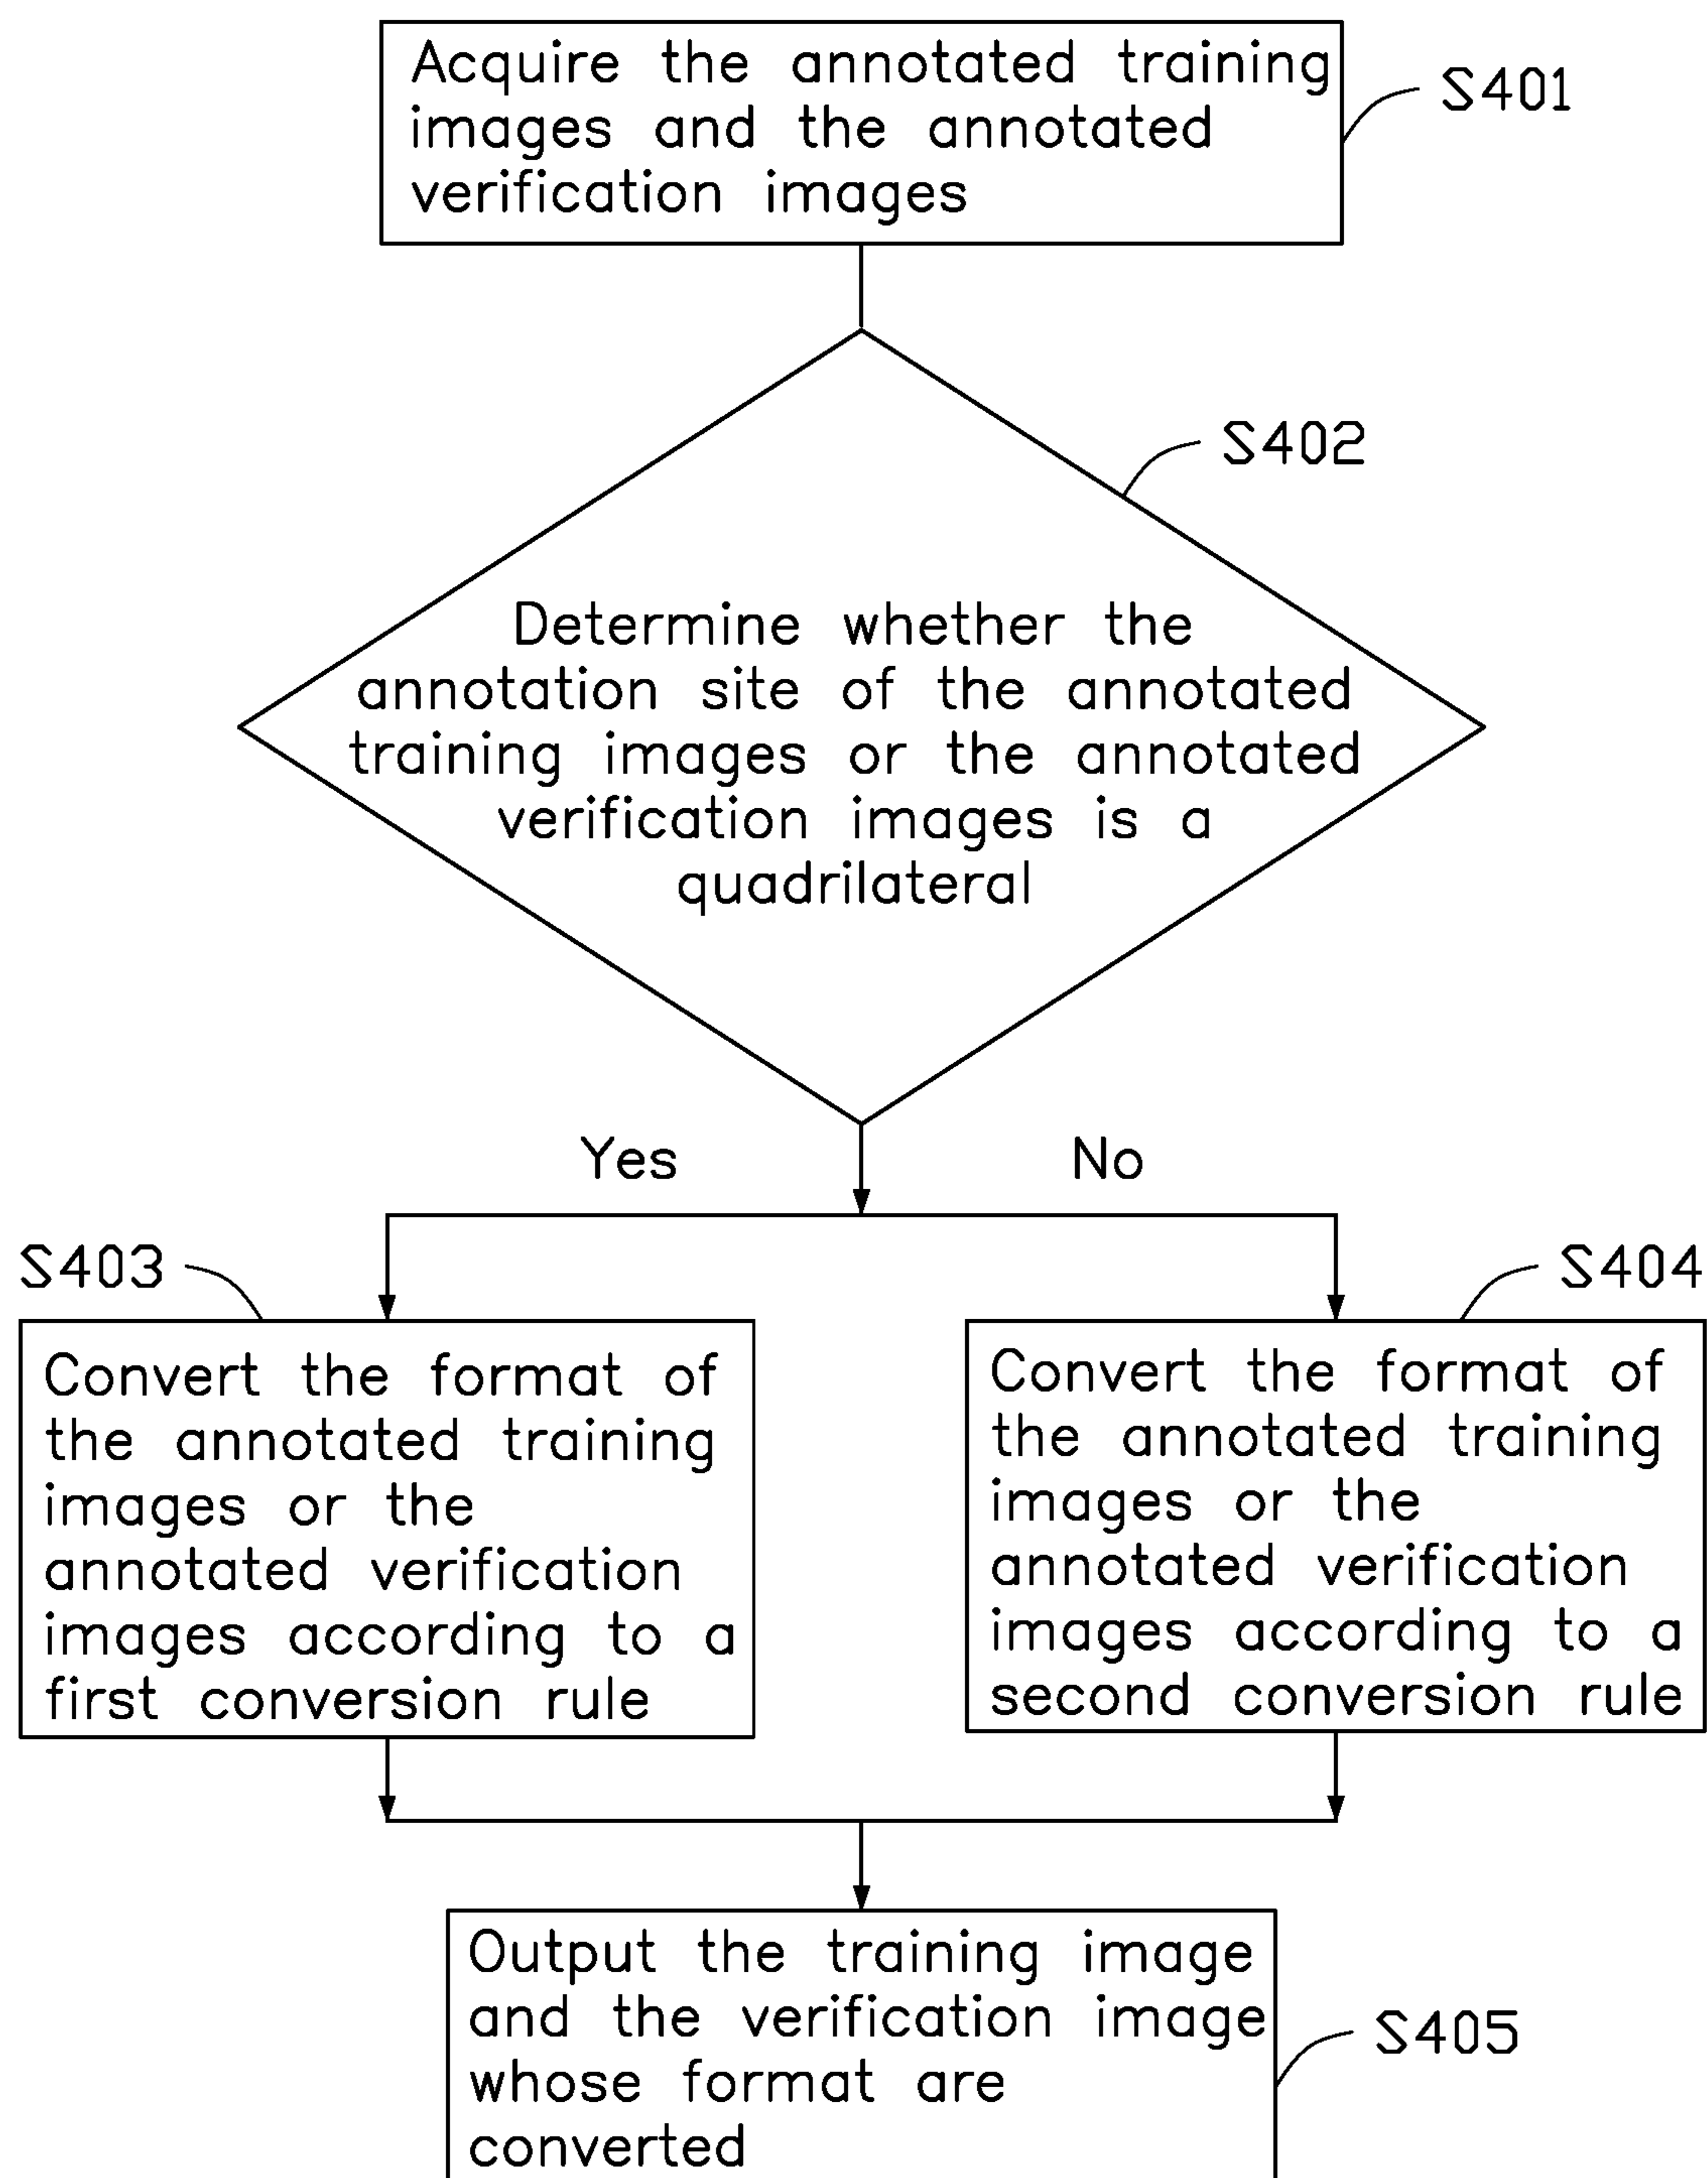 Acquire the annotated training
images and the annotated
verification images
S401
S402
Determine whether the
annotation site of the annotated
training images or the annotated
verification images is a
quadrilateral
Yes
No
S403
S404
Convert the format of
the annotated training
images or the
annotated verification
images according to a
first conversion rule
Convert the format of
the annotated training
images or the
annotated verification
images according to a
second conversion rule
Output the training image
and the verification image
whose format are
converted
S405